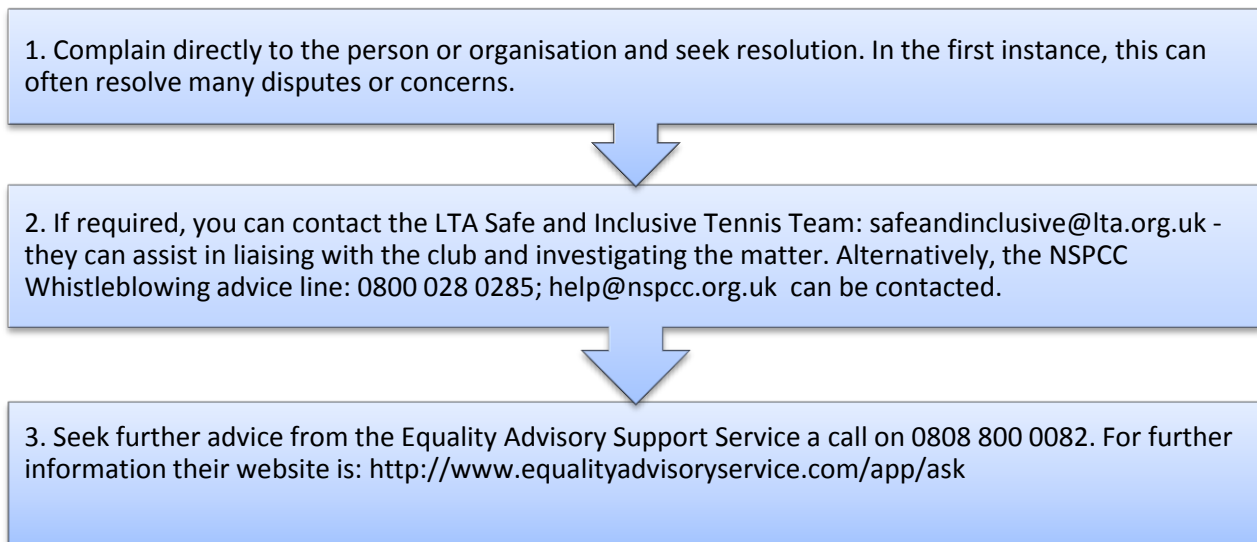 1. Complain directly to the person or organisation and seek resolution. In the first instance, this can
often resolve many disputes or concerns.
2. If required, you can contact the LTA Safe and Inclusive Tennis Team: safeandinclusive@lta.org.uk -
they can assist in liaising with the club and investigating the matter. Alternatively, the NSPCC
Whistleblowing advice line: 0800 028 0285; help@nspcc.org.uk  can be contacted.
3. Seek further advice from the Equality Advisory Support Service a call on 0808 800 0082. For further
information their website is: http://www.equalityadvisoryservice.com/app/ask